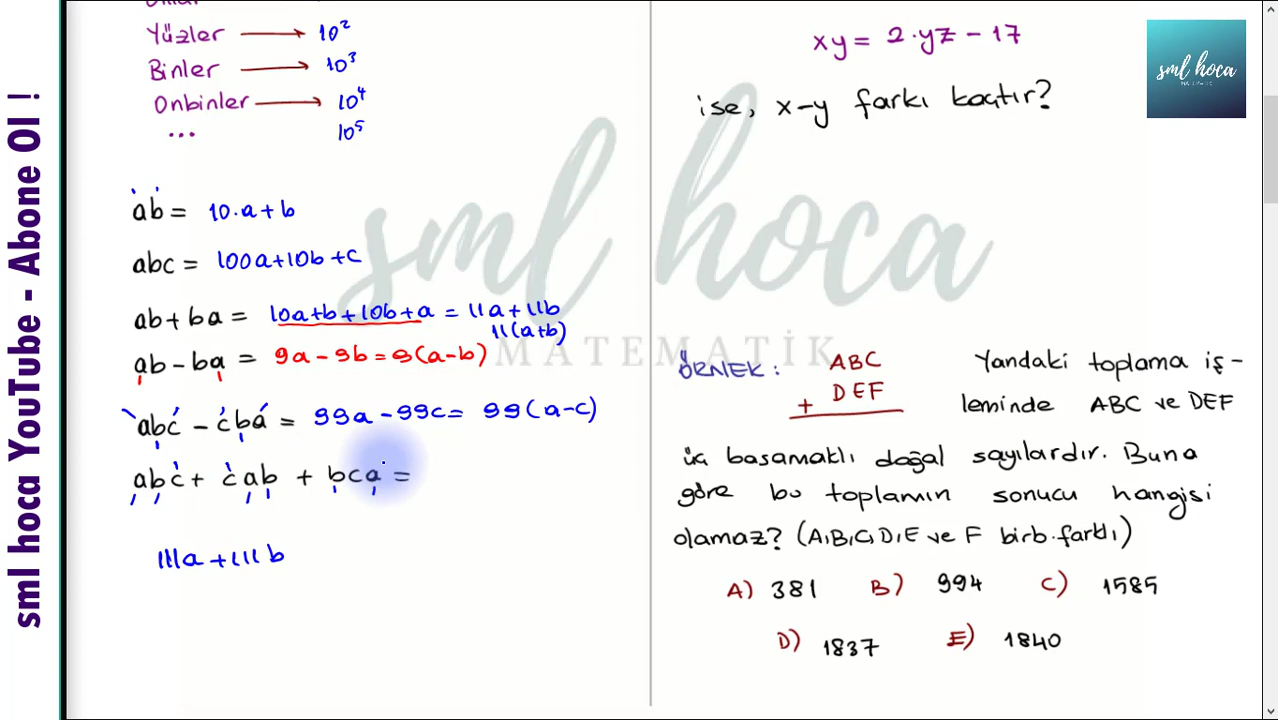 sml hoca YouTube - Abone Ol !
Yüzler → 10²
Binler → 10³
Onbinler → 10⁴
... 10⁵
ab = 10.a+b
abc = 100a+10b+c
ab+ba = 10a+b+10b+a = 11a+11b
11(a+b)
ab-ba = 9a-9b=9(a-b)
abc - cba = 99a-99c= 99(a-c)
abc + cab + bca =
111a+111b
xy= 2.yz-17
ise, x-y farkı kaçtır?
sml hoca
sml hoca
MATEMATİK
ÖRNEK: ABC Yandaki toplama iş-
+ DEF leminde ABC ve DEF
üç basamaklı doğal sayılardır. Buna
göre bu toplamın sonucu hangisi
olamaz? (A,B,C,D,E ve F birb. farklı)
A) 381 B) 994 C) 1585
D) 1837 E) 1840